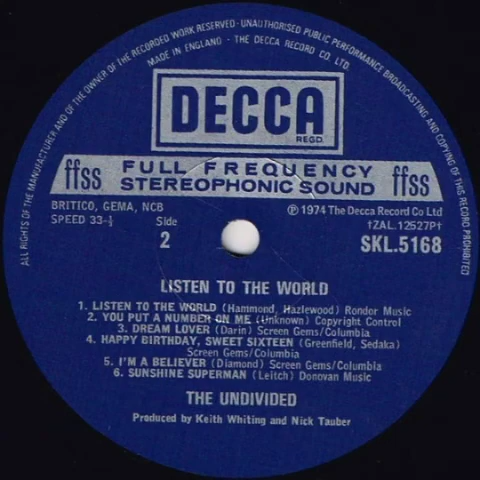 ALL RIGHTS OF THE MANUFACTURER AND OF THE OWNER OF THE RECORDED WORK RESERVED · UNAUTHORISED PUBLIC PERFORMANCE BROADCASTING AND COPYING OF THIS RECORD PROHIBITED
MADE IN ENGLAND · THE DECCA RECORD CO. LTD.
DECCA
REGD
ffss FULL FREQUENCY ffss
STEREOPHONIC SOUND
BRITICO, GEMA, NCB
SPEED 33⅓
Side
2
Ⓟ 1974 The Decca Record Co Ltd
†ZAL.12527P†
SKL.5168
LISTEN TO THE WORLD
1. LISTEN TO THE WORLD (Hammond, Hazlewood) Rondor Music
2. YOU PUT A NUMBER ON ME (Unknown) Copyright Control
3. DREAM LOVER (Darin) Screen Gems/Columbia
4. HAPPY BIRTHDAY, SWEET SIXTEEN (Greenfield, Sedaka)
Screen Gems/Columbia
5. I'M A BELIEVER (Diamond) Screen Gems/Columbia
6. SUNSHINE SUPERMAN (Leitch) Donovan Music
THE UNDIVIDED
Produced by Keith Whiting and Nick Tauber